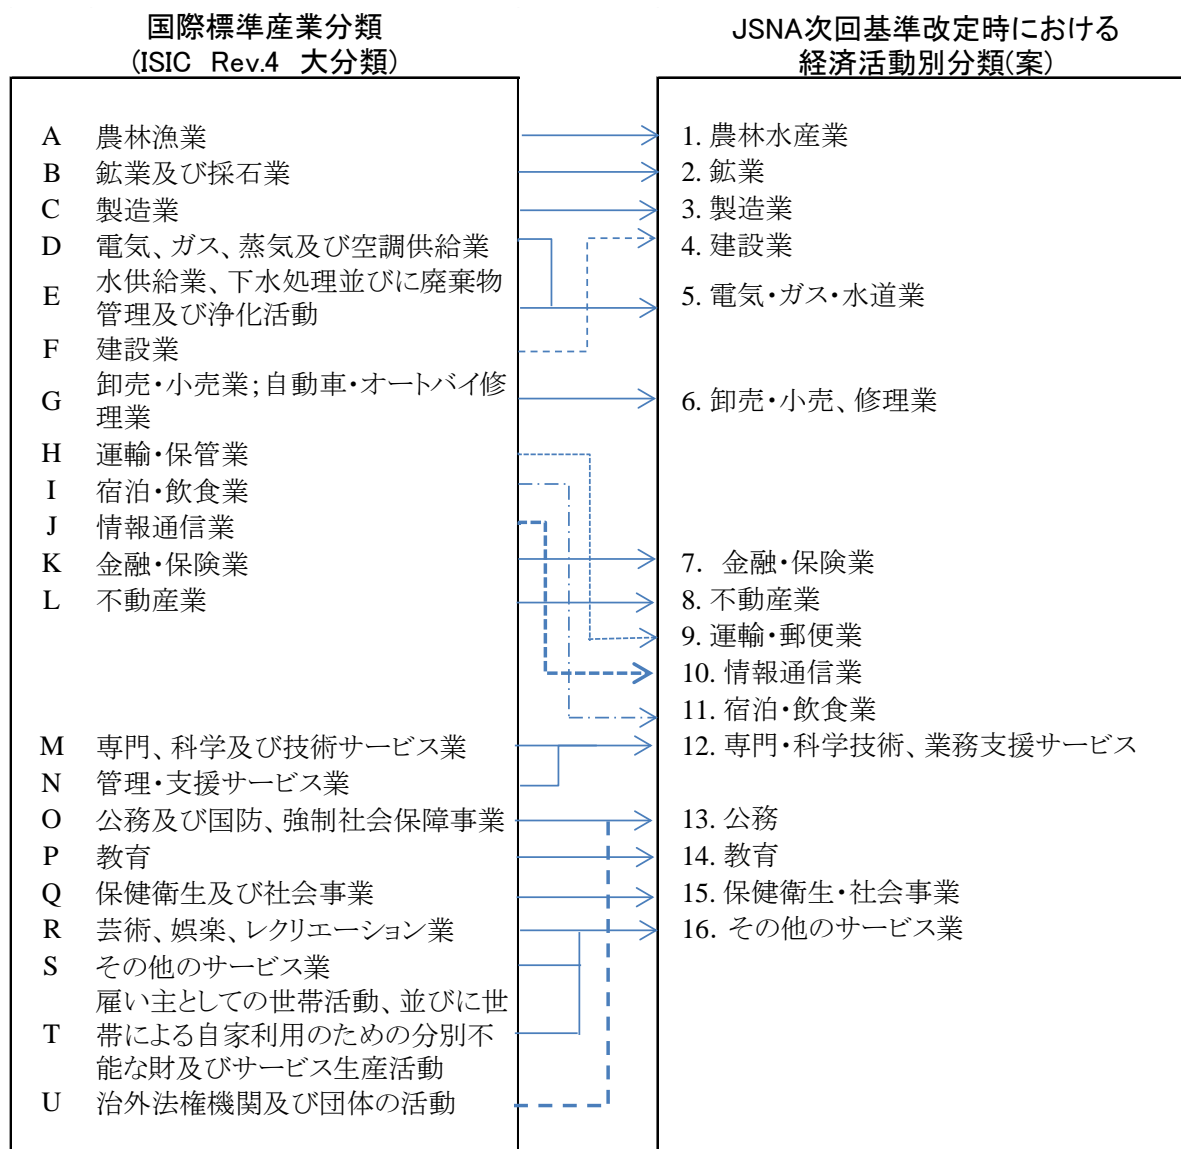 国際標準産業分類
(ISIC Rev.4 大分類)
A 農林漁業
B 鉱業及び採石業
C 製造業
D 電気、ガス、蒸気及び空調供給業
E 水供給業、下水処理並びに廃棄物
管理及び浄化活動
F 建設業
G 卸売・小売業;自動車・オートバイ修
理業
H 運輸・保管業
I 宿泊・飲食業
J 情報通信業
K 金融・保険業
L 不動産業
M 専門、科学及び技術サービス業
N 管理・支援サービス業
O 公務及び国防、強制社会保障事業
P 教育
Q 保健衛生及び社会事業
R 芸術、娯楽、レクリエーション業
S その他のサービス業
雇い主としての世帯活動、並びに世
T 帯による自家利用のための分別不
能な財及びサービス生産活動
U 治外法権機関及び団体の活動
JSNA次回基準改定時における
経済活動別分類(案)
1. 農林水産業
2. 鉱業
3. 製造業
4. 建設業
5. 電気・ガス・水道業
6. 卸売・小売、修理業
7. 金融・保険業
8. 不動産業
9. 運輸・郵便業
10. 情報通信業
11. 宿泊・飲食業
12. 専門・科学技術、業務支援サービス
13. 公務
14. 教育
15. 保健衛生・社会事業
16. その他のサービス業